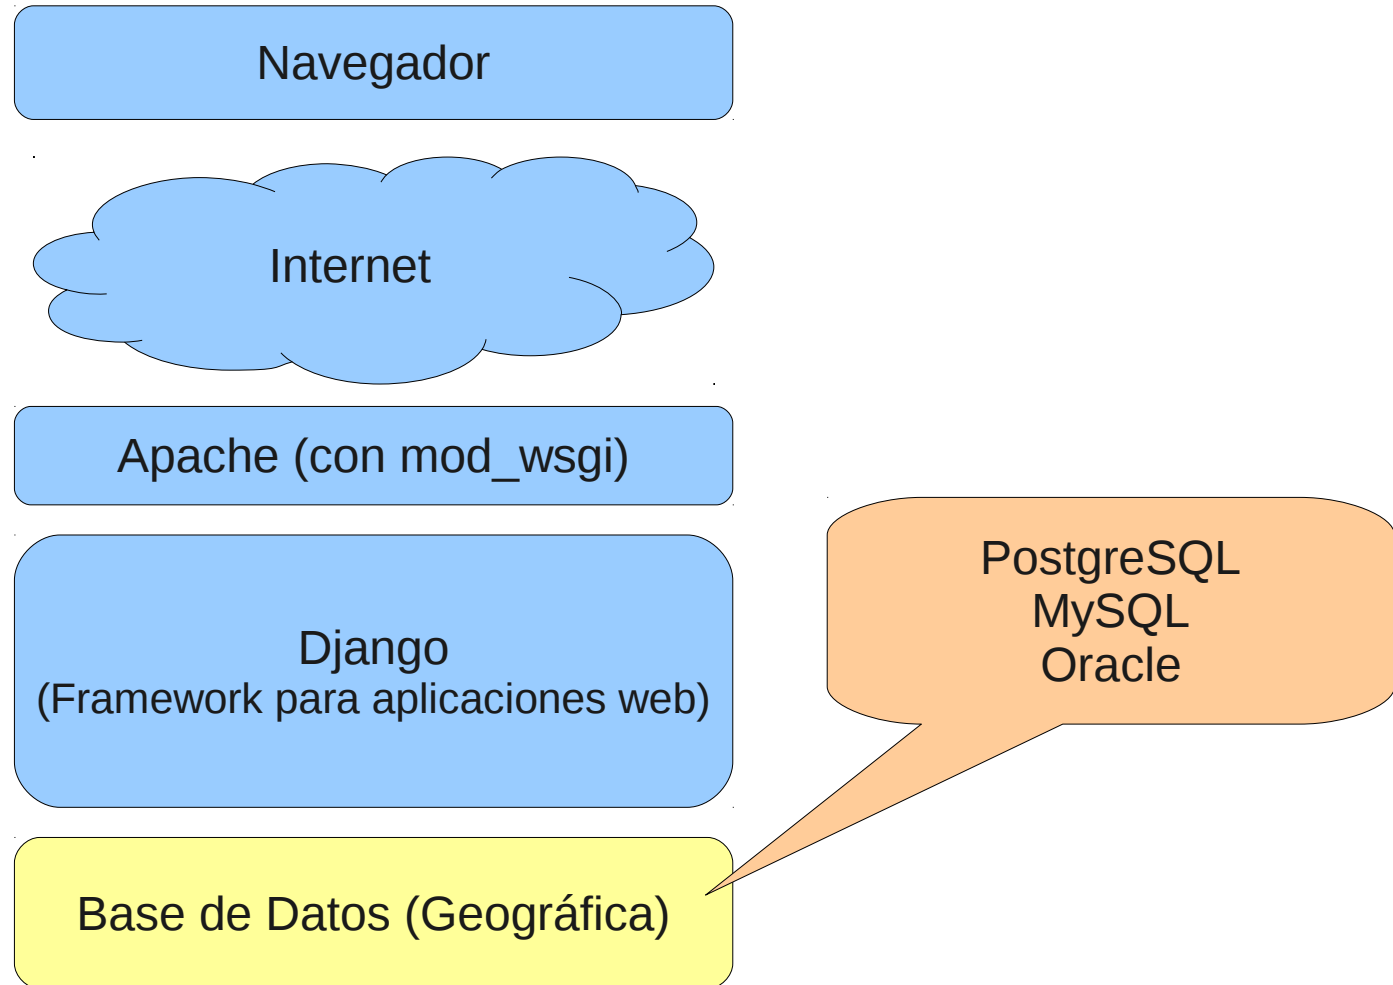 Navegador
Internet
Apache (con mod_wsgi)
Django
(Framework para aplicaciones web)
PostgreSQL
MySQL
Oracle
Base de Datos (Geográfica)